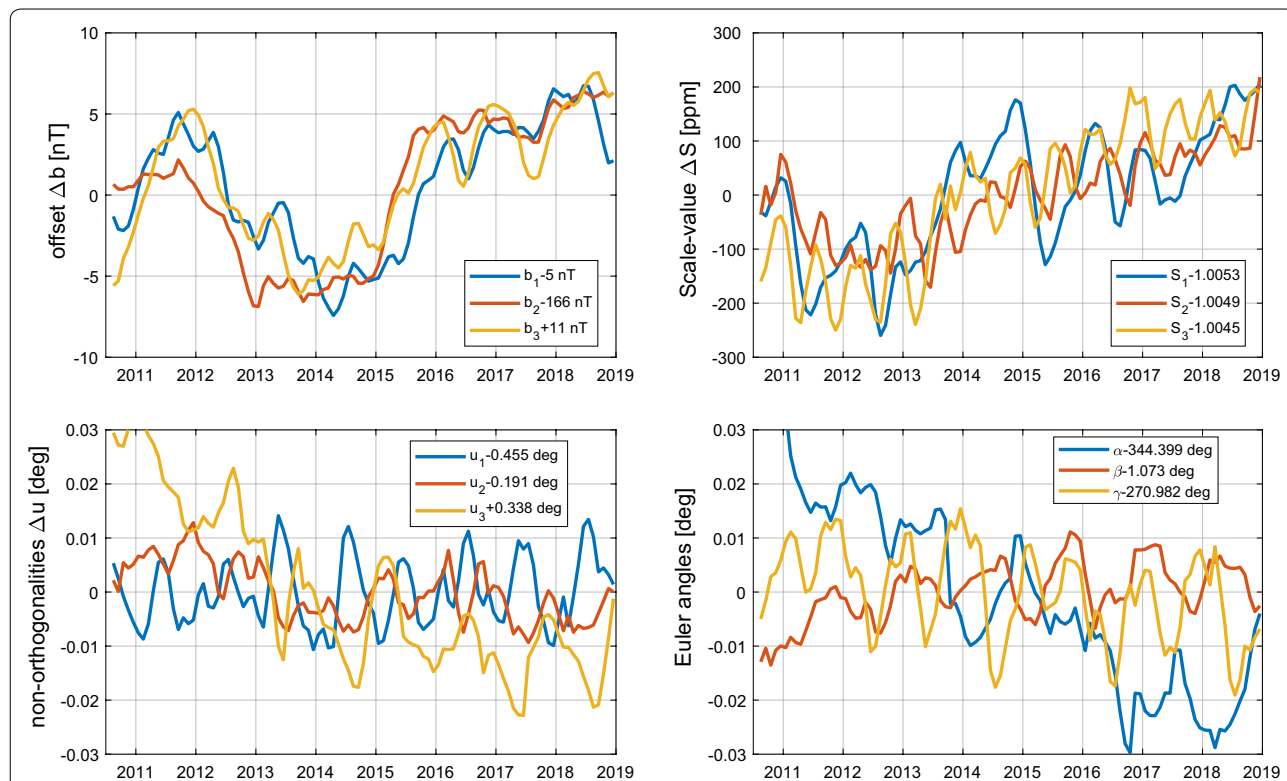 10
5
0
-5
-10
offset Δb [nT]
b1-5 nT
b2-166 nT
b3+11 nT
2011 2012 2013 2014 2015 2016 2017 2018 2019
300
200
100
0
-100
-200
-300
Scale-value ΔS [ppm]
S1-1.0053
S2-1.0049
S3-1.0045
2011 2012 2013 2014 2015 2016 2017 2018 2019
0.03
0.02
0.01
0
-0.01
-0.02
-0.03
non-orthogonalities Δu [deg]
u1-0.455 deg
u2-0.191 deg
u3+0.338 deg
2011 2012 2013 2014 2015 2016 2017 2018 2019
0.03
0.02
0.01
0
-0.01
-0.02
-0.03
Euler angles [deg]
α-344.399 deg
β-1.073 deg
γ-270.982 deg
2011 2012 2013 2014 2015 2016 2017 2018 2019